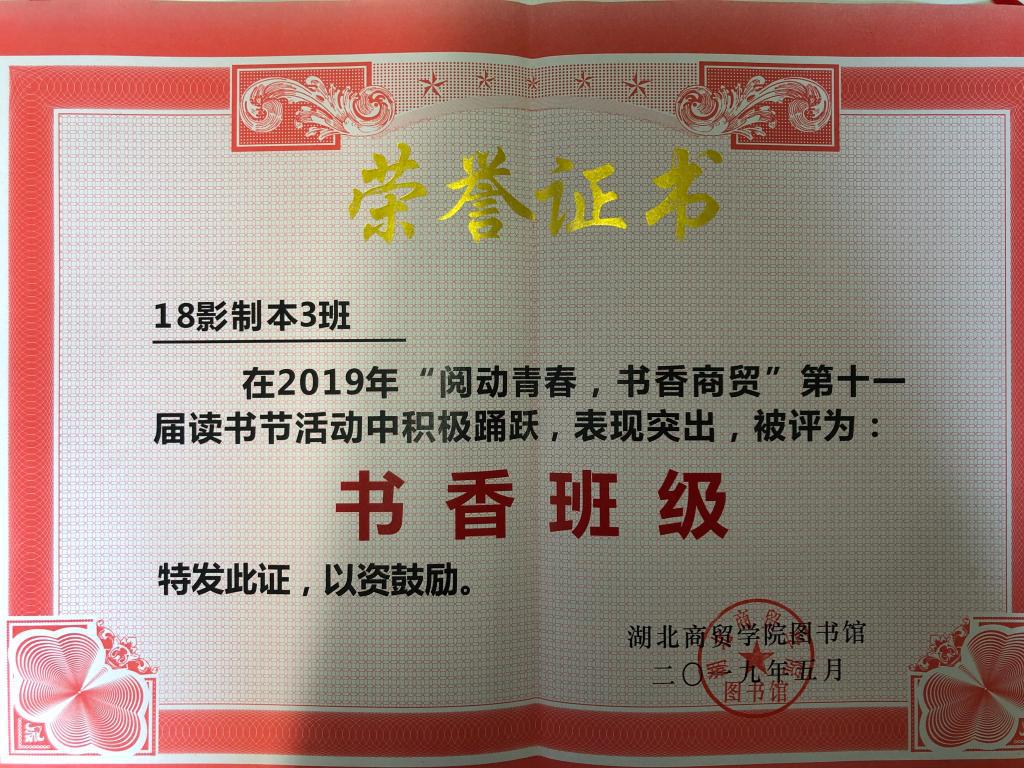 荣誉证书
18影制本3班
在2019年“阅动青春，书香商贸”第十一
届读书节活动中积极踊跃，表现突出，被评为：
书香班级
特发此证，以资鼓励。
湖北商贸学院图书馆
二〇一九年五月
图书馆